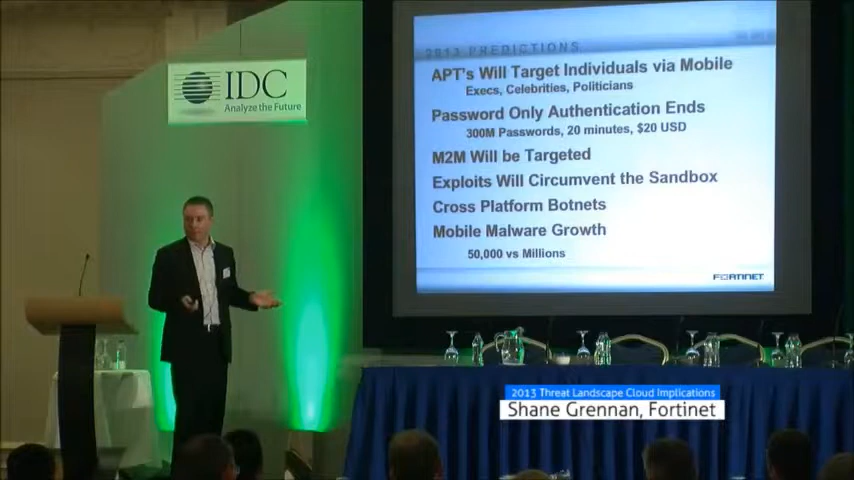 IDC
Analyze the Future
2013 PREDICTIONS
APT's Will Target Individuals via Mobile
Execs, Celebrities, Politicians
Password Only Authentication Ends
300M Passwords, 20 minutes, $20 USD
M2M Will be Targeted
Exploits Will Circumvent the Sandbox
Cross Platform Botnets
Mobile Malware Growth
50,000 vs Millions
FORTINET
2013 Threat Landscape Cloud Implications
Shane Grennan, Fortinet